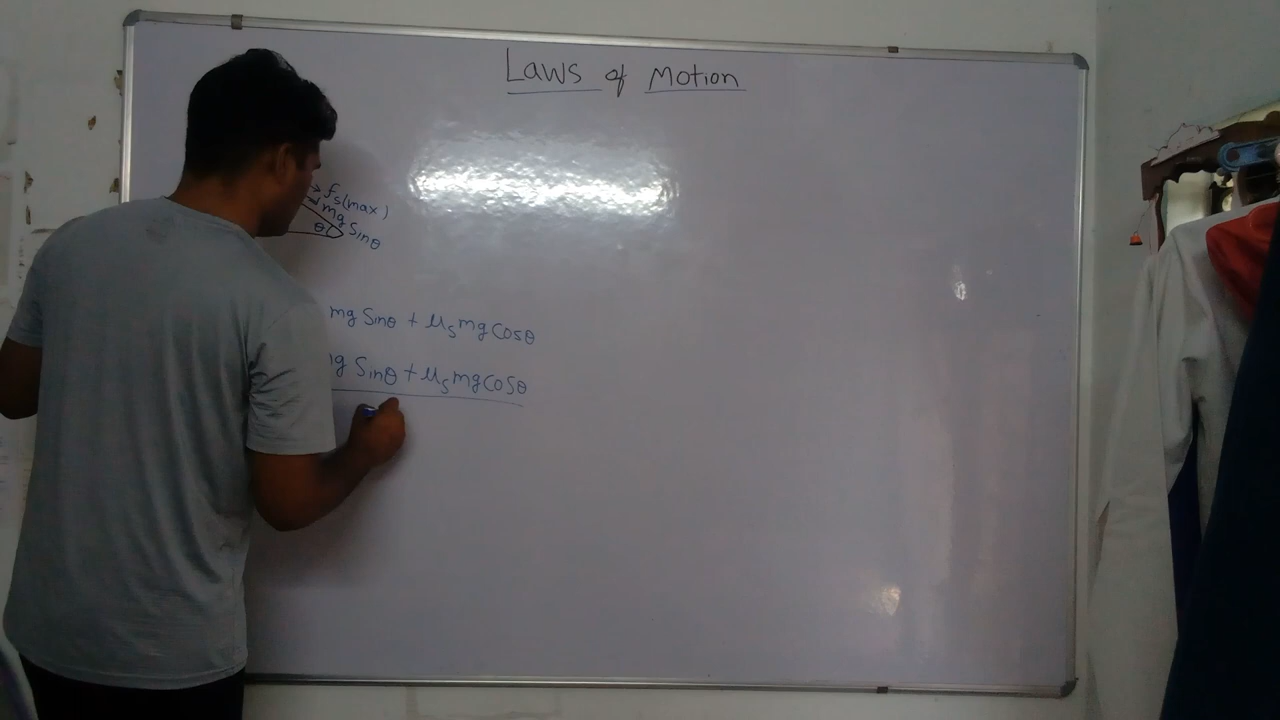 Laws of Motion
fs(max)
mg Sinθ
θ
mg Sinθ + μs mg Cosθ
g Sinθ + μs mg Cosθ